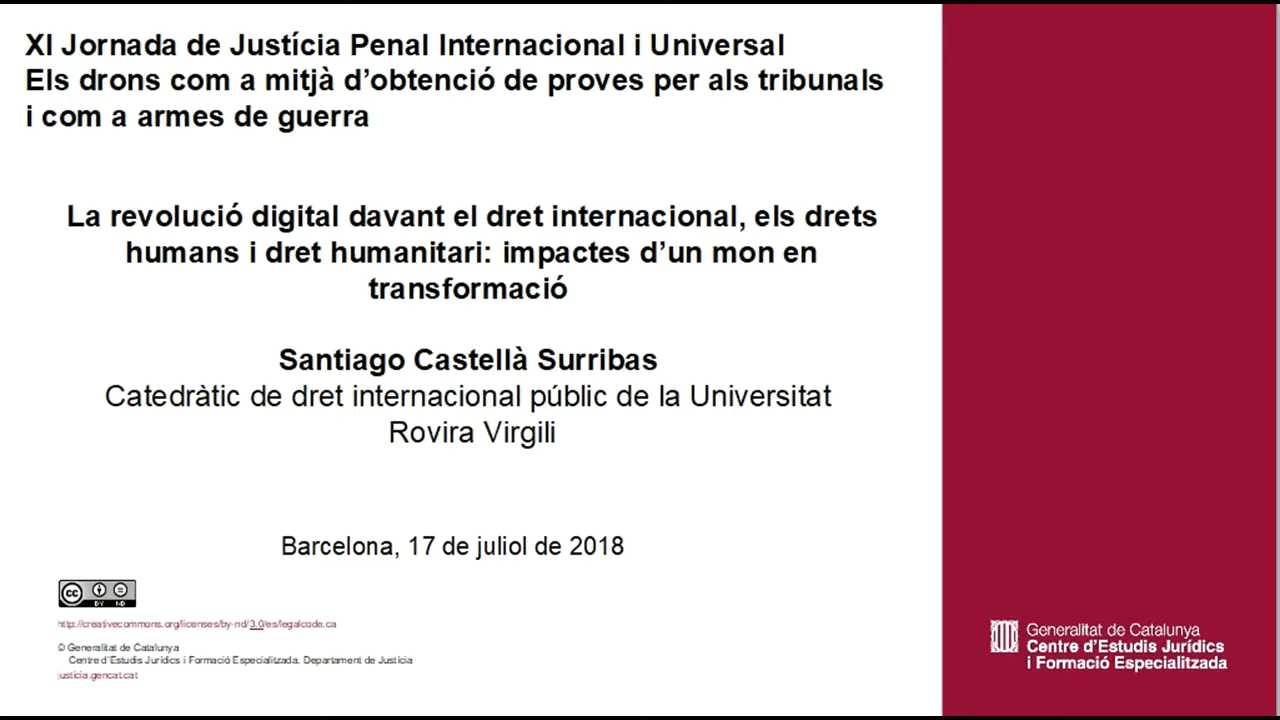 XI Jornada de Justícia Penal Internacional i Universal
Els drons com a mitjà d’obtenció de proves per als tribunals
i com a armes de guerra
La revolució digital davant el dret internacional, els drets
humans i dret humanitari: impactes d’un mon en
transformació
Santiago Castellà Surribas
Catedràtic de dret internacional públic de la Universitat
Rovira Virgili
Barcelona, 17 de juliol de 2018
cc
BY ND
http://creativecommons.org/licenses/by-nd/3.0/es/legalcode.ca
© Generalitat de Catalunya
Centre d’Estudis Jurídics i Formació Especialitzada. Departament de Justícia
justicia.gencat.cat
Generalitat de Catalunya
Centre d’Estudis Jurídics
i Formació Especialitzada